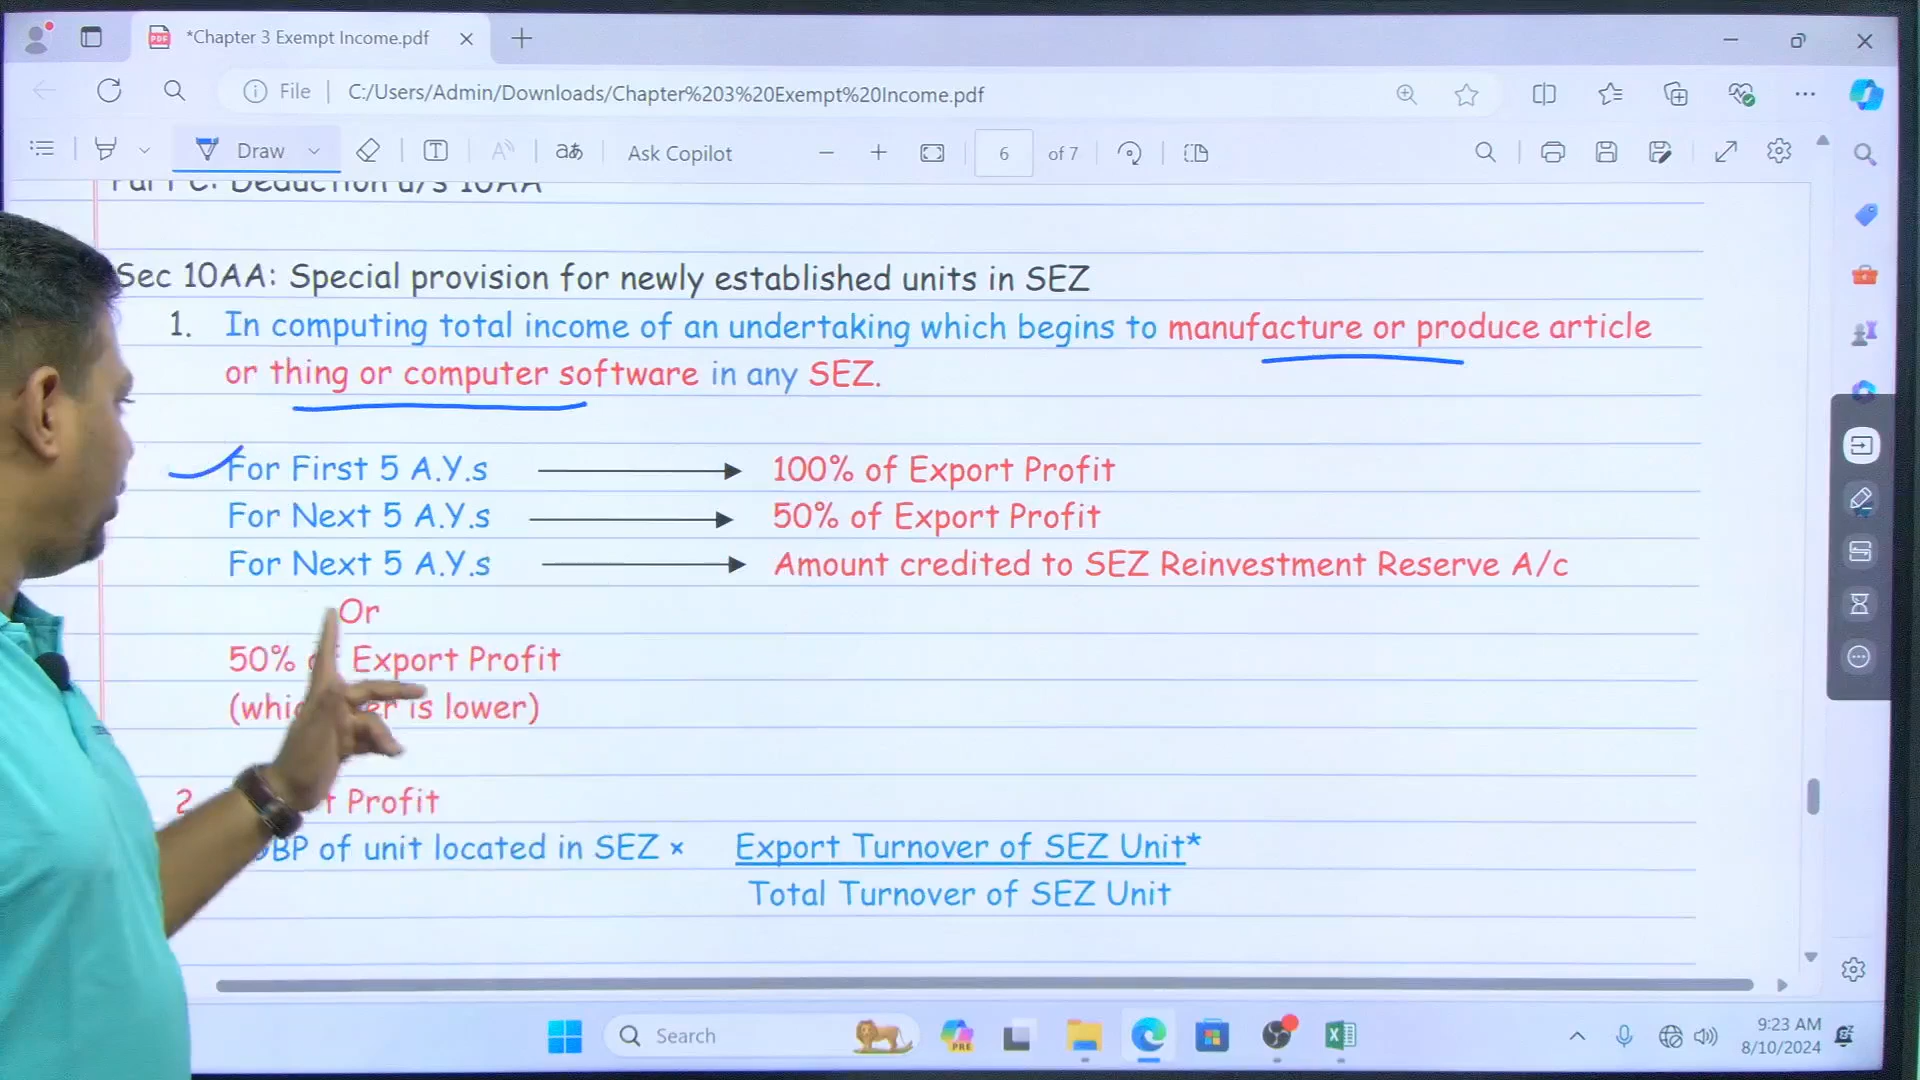 *Chapter 3 Exempt Income.pdf
File
C:/Users/Admin/Downloads/Chapter%203%20Exempt%20Income.pdf
Draw
Ask Copilot
6 of 7
Part C: Deduction u/s 10AA
Sec 10AA: Special provision for newly established units in SEZ
1. In computing total income of an undertaking which begins to manufacture or produce article
or thing or computer software in any SEZ.
For First 5 A.Y.s 100% of Export Profit
For Next 5 A.Y.s 50% of Export Profit
For Next 5 A.Y.s Amount credited to SEZ Reinvestment Reserve A/c
Or
50% of Export Profit
is lower)
2. Profit
of unit located in SEZ × Export Turnover of SEZ Unit*
Total Turnover of SEZ Unit
Search
PRE
9:23 AM
8/10/2024